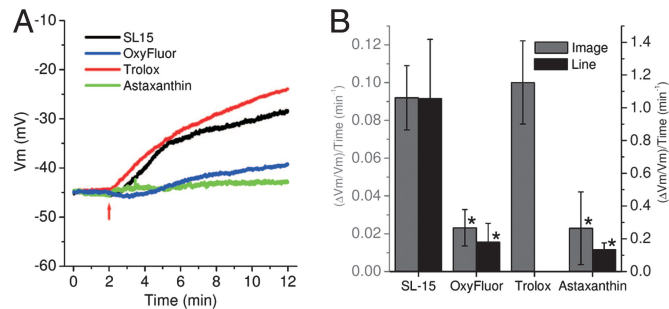 A
-10
-20
-30
-40
-50
-60
Vm (mV)
SL15
OxyFluor
Trolox
Astaxanthin
0 2 4 6 8 10 12
Time (min)
B
0.12
0.10
0.08
0.06
0.04
0.02
0.00
(ΔVm/Vm)/Time (min⁻¹)
Image
Line
* * * *
1.4
1.2
1.0
0.8
0.6
0.4
0.2
0.0
(ΔVm/Vm)/Time (min⁻¹)
SL-15 OxyFluor Trolox Astaxanthin